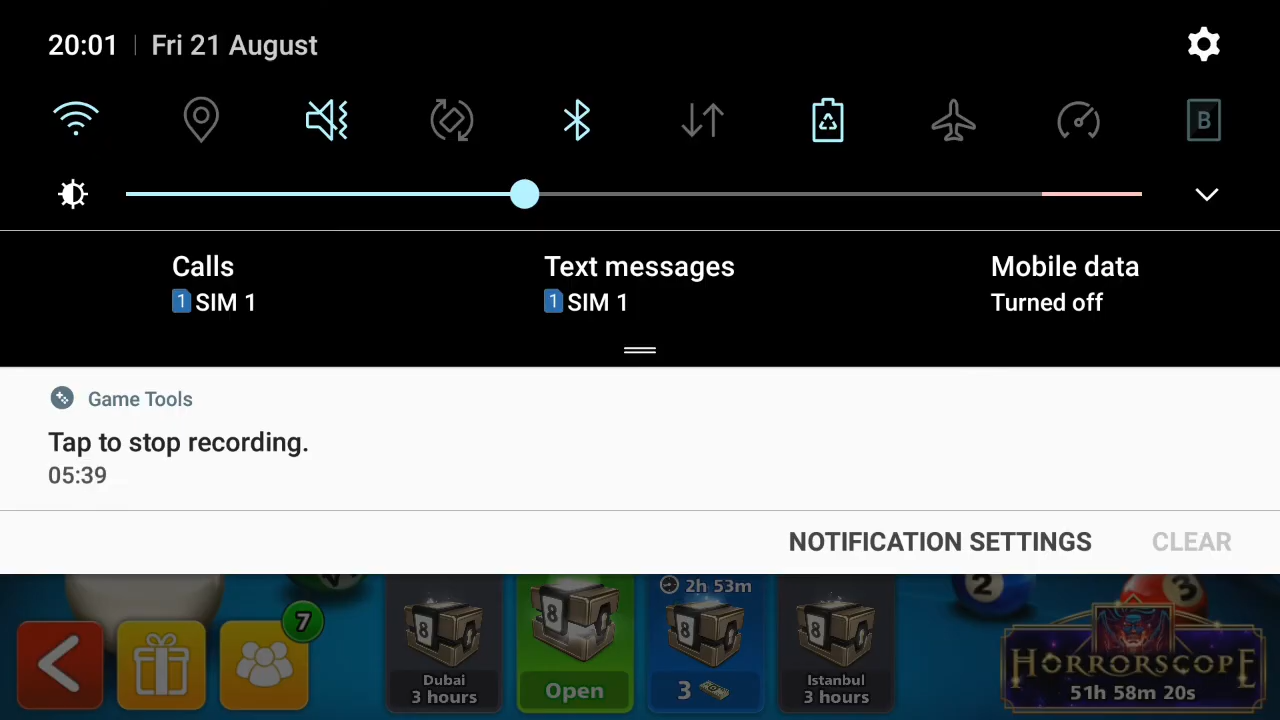 20:01 Fri 21 August
B
Calls
1 SIM 1
Text messages
1 SIM 1
Mobile data
Turned off
Game Tools
Tap to stop recording.
05:39
NOTIFICATION SETTINGS CLEAR
7
8
Dubai
3 hours
8
Open
2h 53m
8
3
8
Istanbul
3 hours
2
3
HORRORSCOPE
51h 58m 20s